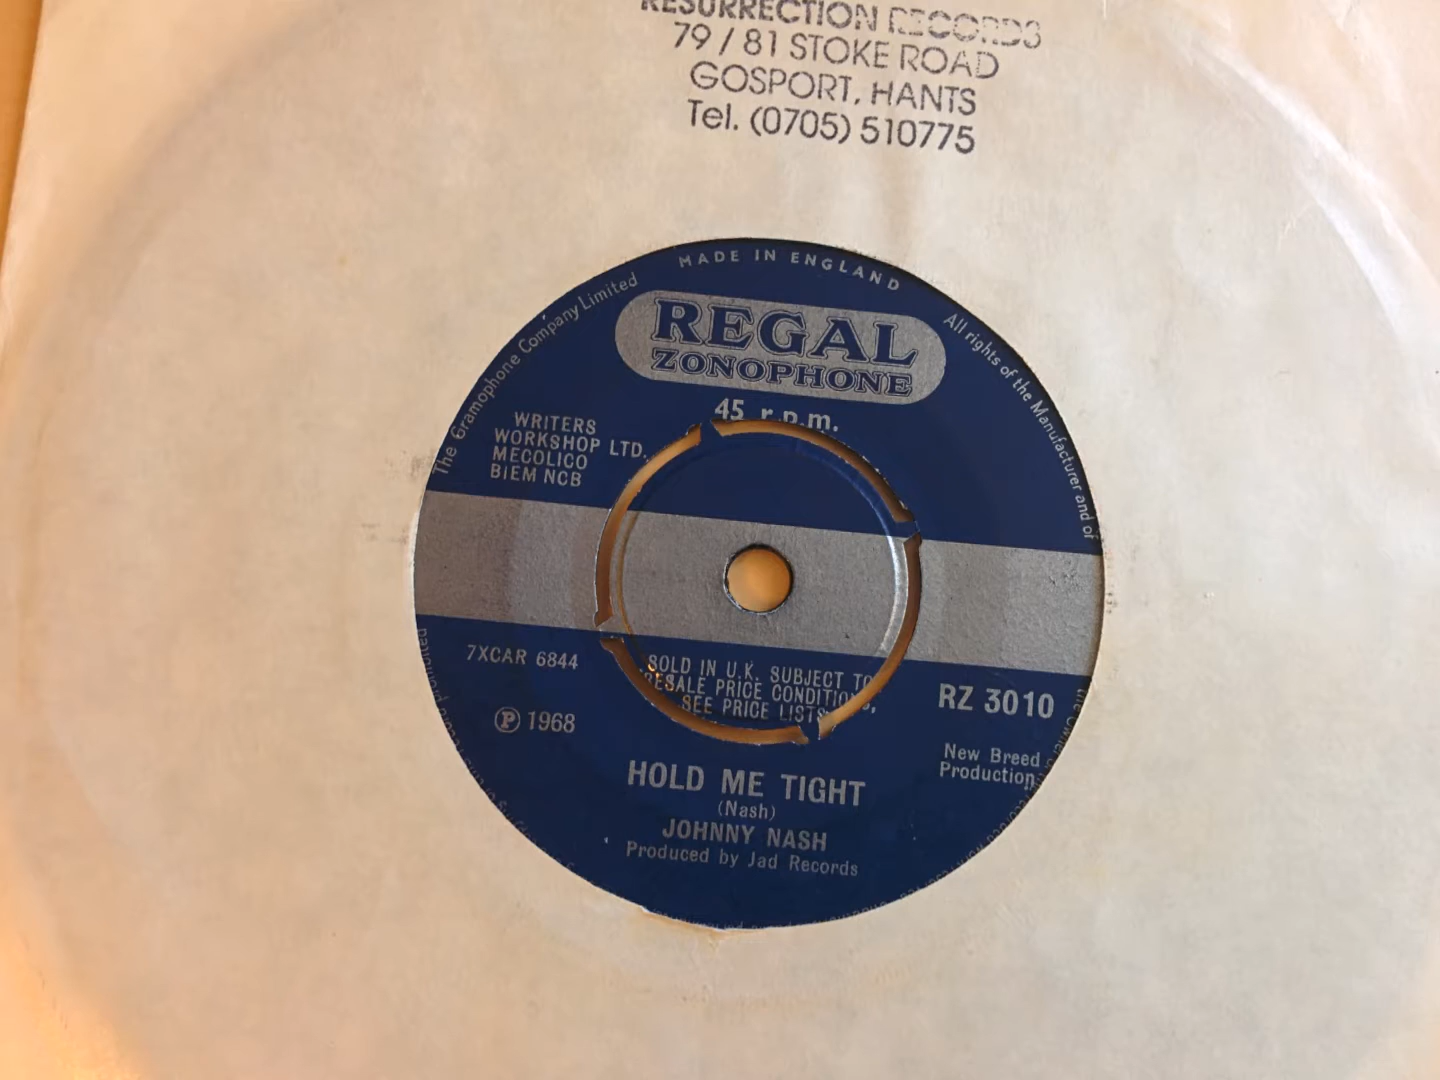 RESURRECTION RECORDS
79 / 81 STOKE ROAD
GOSPORT, HANTS
Tel. (0705) 510775
MADE IN ENGLAND
The Gramophone Company Limited
All rights of the Manufacturer and of
REGAL
ZONOPHONE
45 r.p.m.
WRITERS
WORKSHOP LTD.
MECOLICO
BIEM NCB
7XCAR 6844
℗ 1968
SOLD IN U.K. SUBJECT TO
RESALE PRICE CONDITIONS,
SEE PRICE LISTS
RZ 3010
New Breed
Production
HOLD ME TIGHT
(Nash)
JOHNNY NASH
Produced by Jad Records